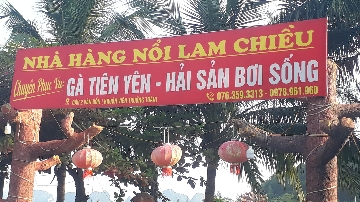 NHÀ HÀNG NỔI LAM CHIỀU
Chuyên Phục Vụ:
GÀ TIÊN YÊN - HẢI SẢN BƠI SỐNG
076.359.3313 - 0978.961.960